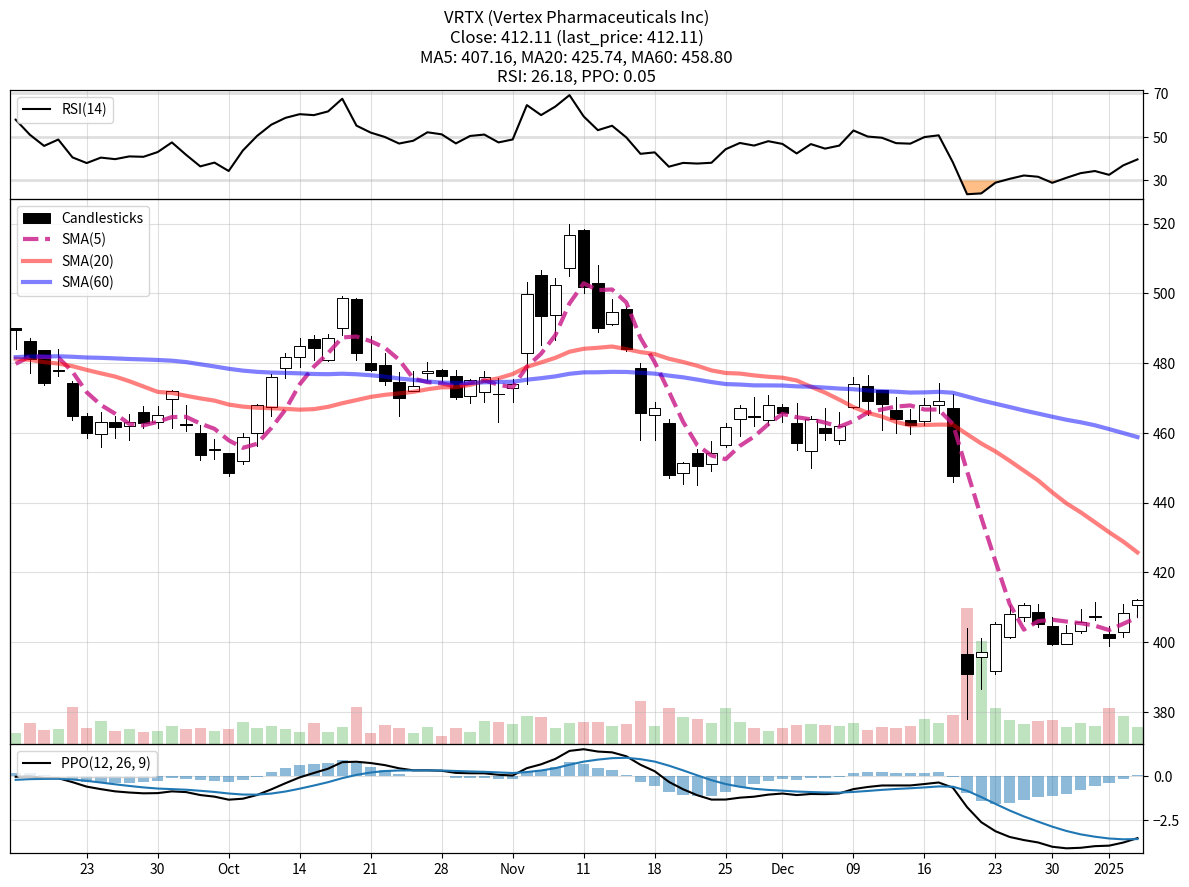 VRTX (Vertex Pharmaceuticals Inc)
Close: 412.11 (last_price: 412.11)
MA5: 407.16, MA20: 425.74, MA60: 458.80
RSI: 26.18, PPO: 0.05
RSI(14)
70
50
30
Candlesticks
SMA(5)
SMA(20)
SMA(60)
520
500
480
460
440
420
400
380
PPO(12, 26, 9)
0.0
−2.5
23 30 Oct 14 21 28 Nov 11 18 25 Dec 09 16 23 30 2025